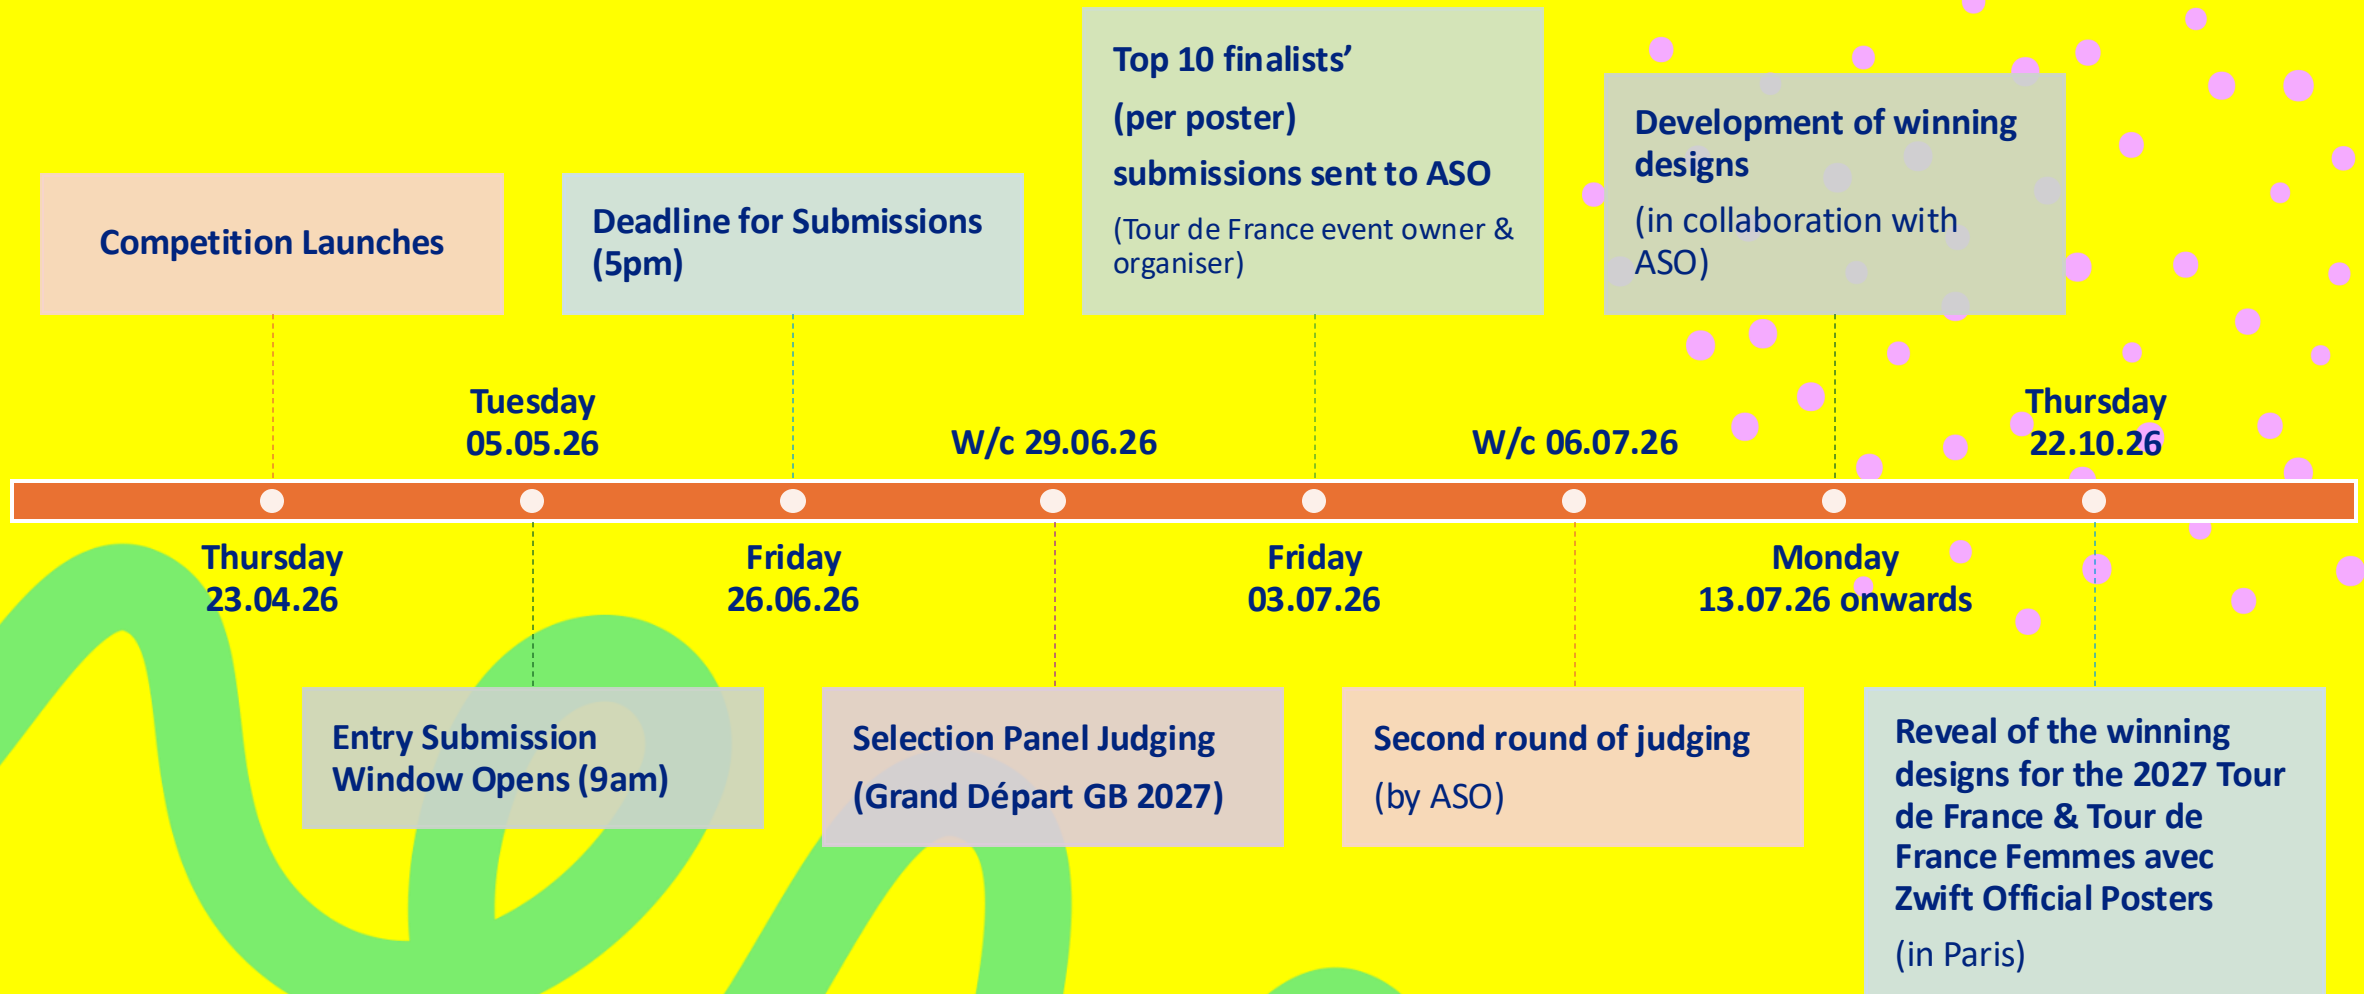 Competition Launches
Thursday
23.04.26
Tuesday
05.05.26
Entry Submission
Window Opens (9am)
Deadline for Submissions
(5pm)
Friday
26.06.26
W/c 29.06.26
Selection Panel Judging
(Grand Départ GB 2027)
Top 10 finalists’
(per poster)
submissions sent to ASO
(Tour de France event owner &
organiser)
Friday
03.07.26
W/c 06.07.26
Second round of judging
(by ASO)
Development of winning
designs
(in collaboration with
ASO)
Monday
13.07.26 onwards
Thursday
22.10.26
Reveal of the winning
designs for the 2027 Tour
de France & Tour de
France Femmes avec
Zwift Official Posters
(in Paris)